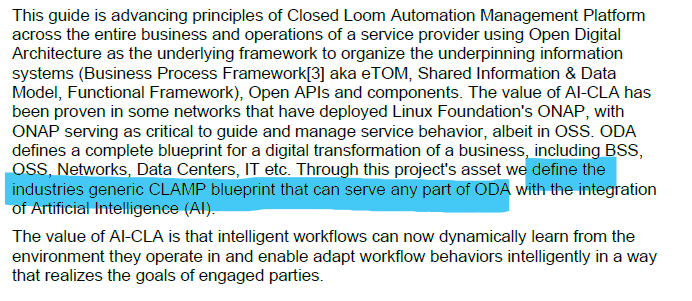 This guide is advancing principles of Closed Loom Automation Management Platform
across the entire business and operations of a service provider using Open Digital
Architecture as the underlying framework to organize the underpinning information
systems (Business Process Framework[3] aka eTOM, Shared Information & Data
Model, Functional Framework), Open APIs and components. The value of AI-CLA has
been proven in some networks that have deployed Linux Foundation's ONAP, with
ONAP serving as critical to guide and manage service behavior, albeit in OSS. ODA
defines a complete blueprint for a digital transformation of a business, including BSS,
OSS, Networks, Data Centers, IT etc. Through this project's asset we define the
industries generic CLAMP blueprint that can serve any part of ODA with the integration
of Artificial Intelligence (AI).
The value of AI-CLA is that intelligent workflows can now dynamically learn from the
environment they operate in and enable adapt workflow behaviors intelligently in a way
that realizes the goals of engaged parties.